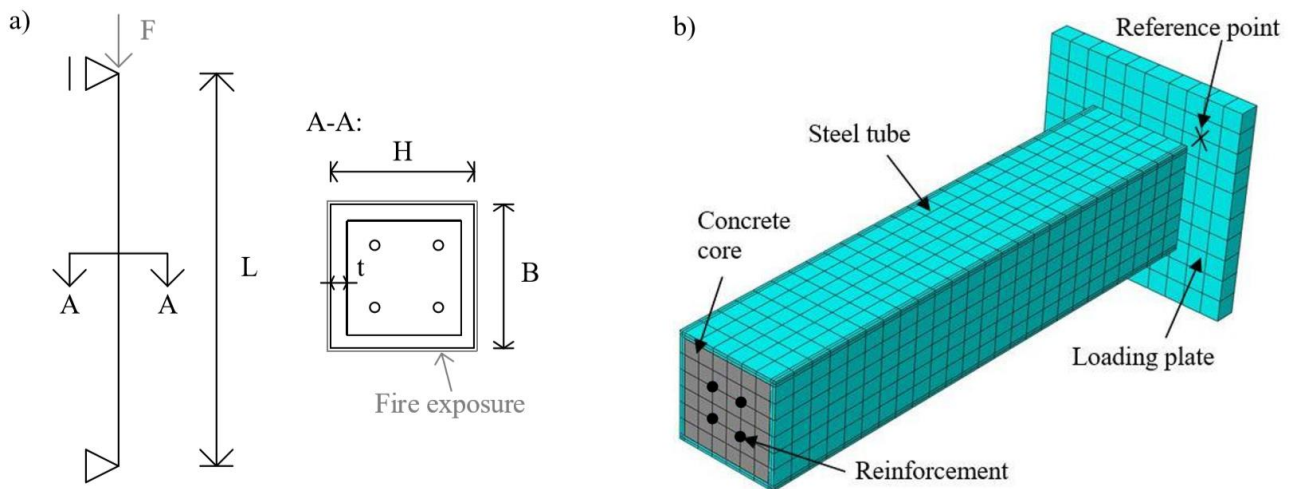 a)
F
L
A
A
A-A:
H
t
B
Fire exposure
b)
Reference point
Steel tube
Concrete
core
Loading plate
Reinforcement